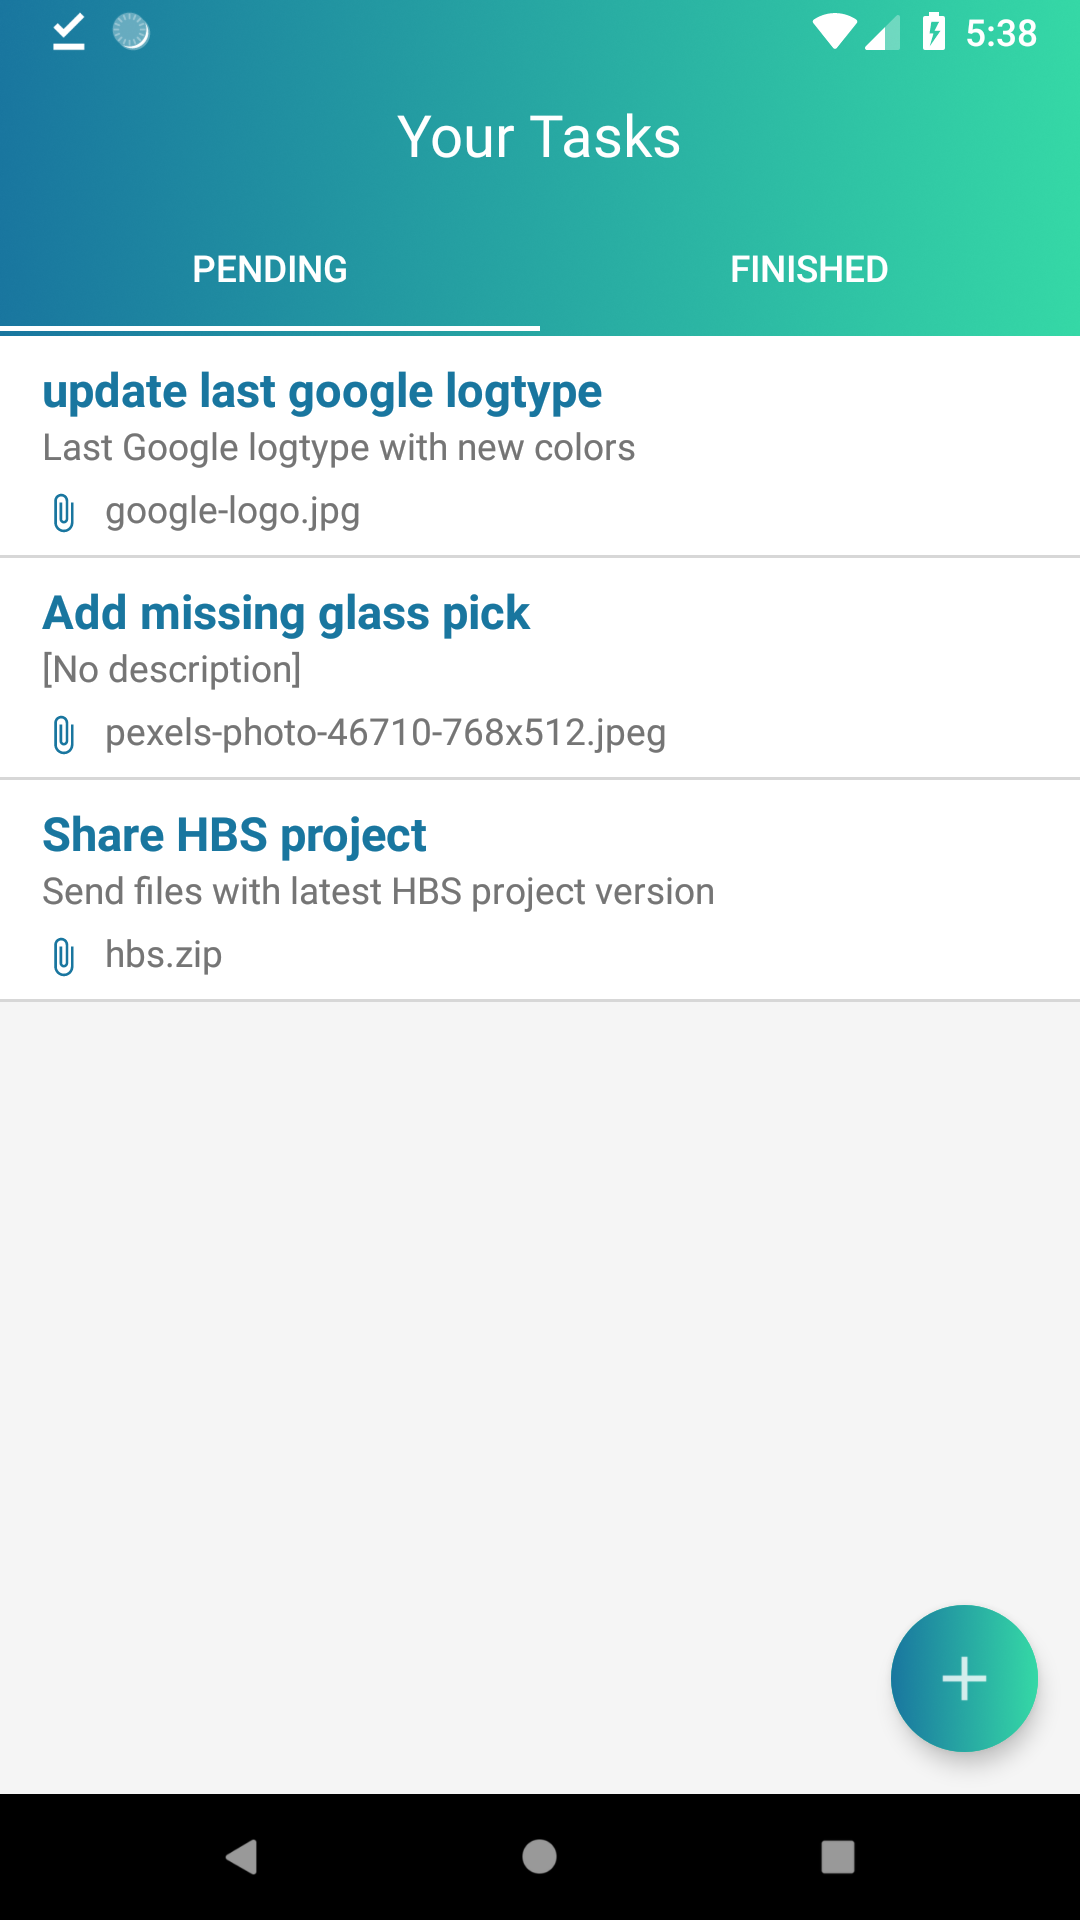 5:38
Your Tasks
PENDING
FINISHED
update last google logtype
Last Google logtype with new colors
google-logo.jpg
Add missing glass pick
[No description]
pexels-photo-46710-768x512.jpeg
Share HBS project
Send files with latest HBS project version
hbs.zip